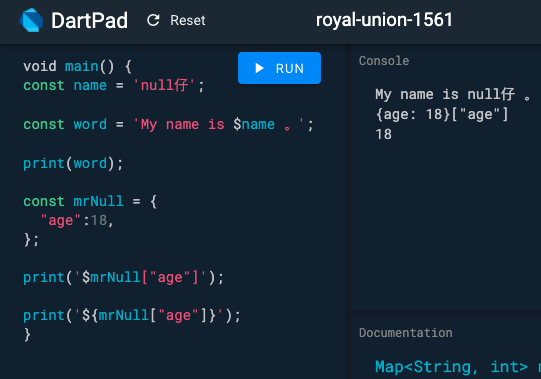 DartPad
Reset
royal-union-1561
void main() {
RUN
const name = 'null仔';
const word = 'My name is $name 。';
print(word);
const mrNull = {
"age":18,
};
print('$mrNull["age"]');
print('${mrNull["age"]}');
}
Console
My name is null仔 。
{age: 18}["age"]
18
Documentation
Map<String, int>